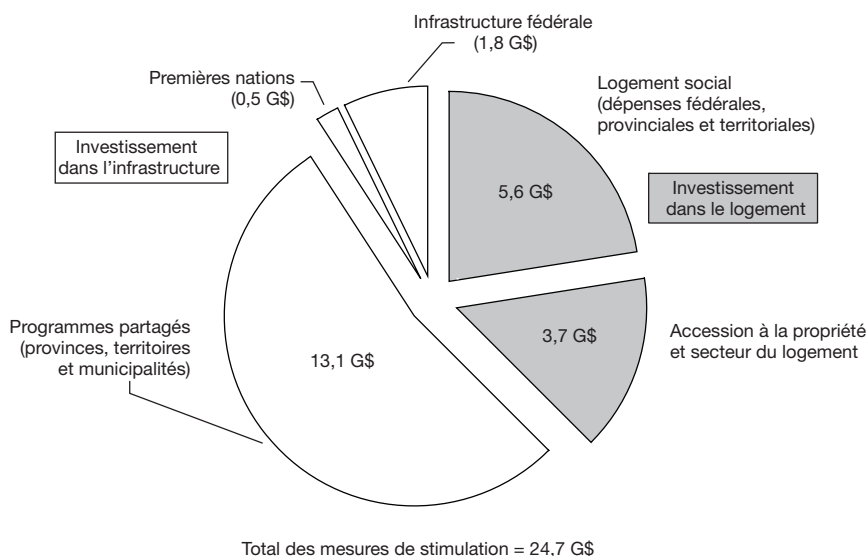 Infrastructure fédérale
(1,8 G$)
Premières nations
(0,5 G$)
Logement social
(dépenses fédérales,
provinciales et territoriales)
Investissement
dans l'infrastructure
5,6 G$
Investissement
dans le logement
Programmes partagés
(provinces, territoires
et municipalités)
13,1 G$
3,7 G$
Accession à la propriété
et secteur du logement
Total des mesures de stimulation = 24,7 G$